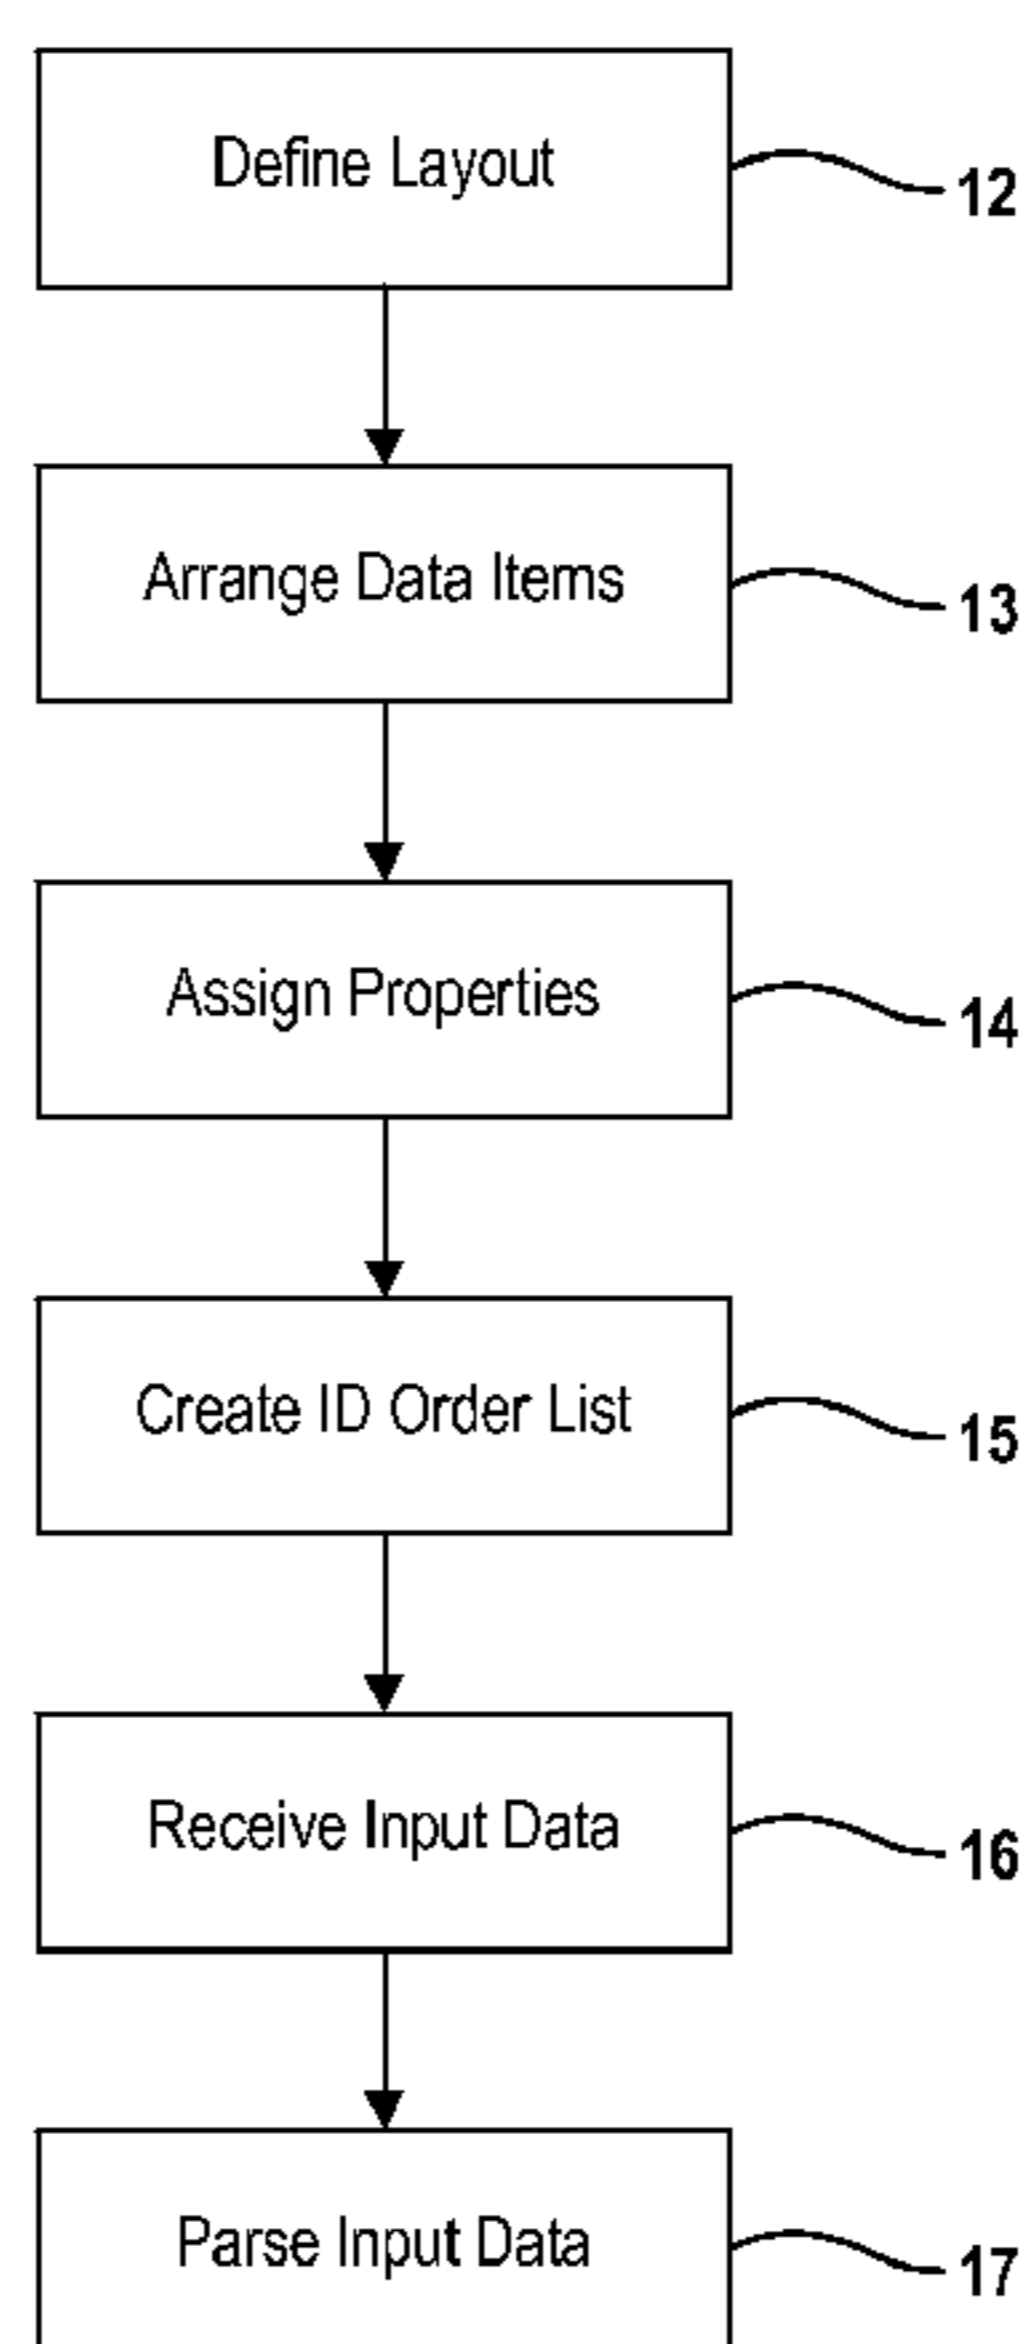 Define Layout
12
Arrange Data Items
13
Assign Properties
14
Create ID Order List
15
Receive Input Data
16
Parse Input Data
17